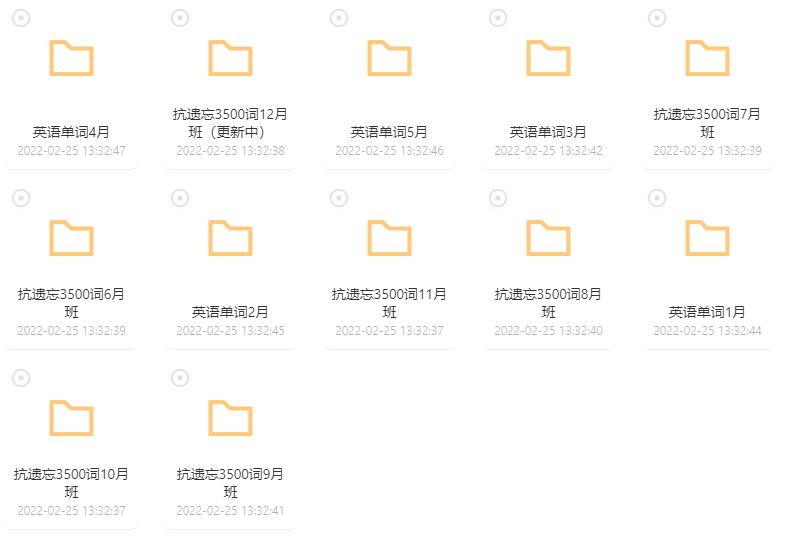 英语单词4月
2022-02-25 13:32:47
抗遗忘3500词12月
班（更新中）
2022-02-25 13:32:38
英语单词5月
2022-02-25 13:32:46
英语单词3月
2022-02-25 13:32:42
抗遗忘3500词7月
班
2022-02-25 13:32:39
抗遗忘3500词6月
班
2022-02-25 13:32:39
英语单词2月
2022-02-25 13:32:45
抗遗忘3500词11月
班
2022-02-25 13:32:37
抗遗忘3500词8月
班
2022-02-25 13:32:40
英语单词1月
2022-02-25 13:32:44
抗遗忘3500词10月
班
2022-02-25 13:32:37
抗遗忘3500词9月
班
2022-02-25 13:32:41